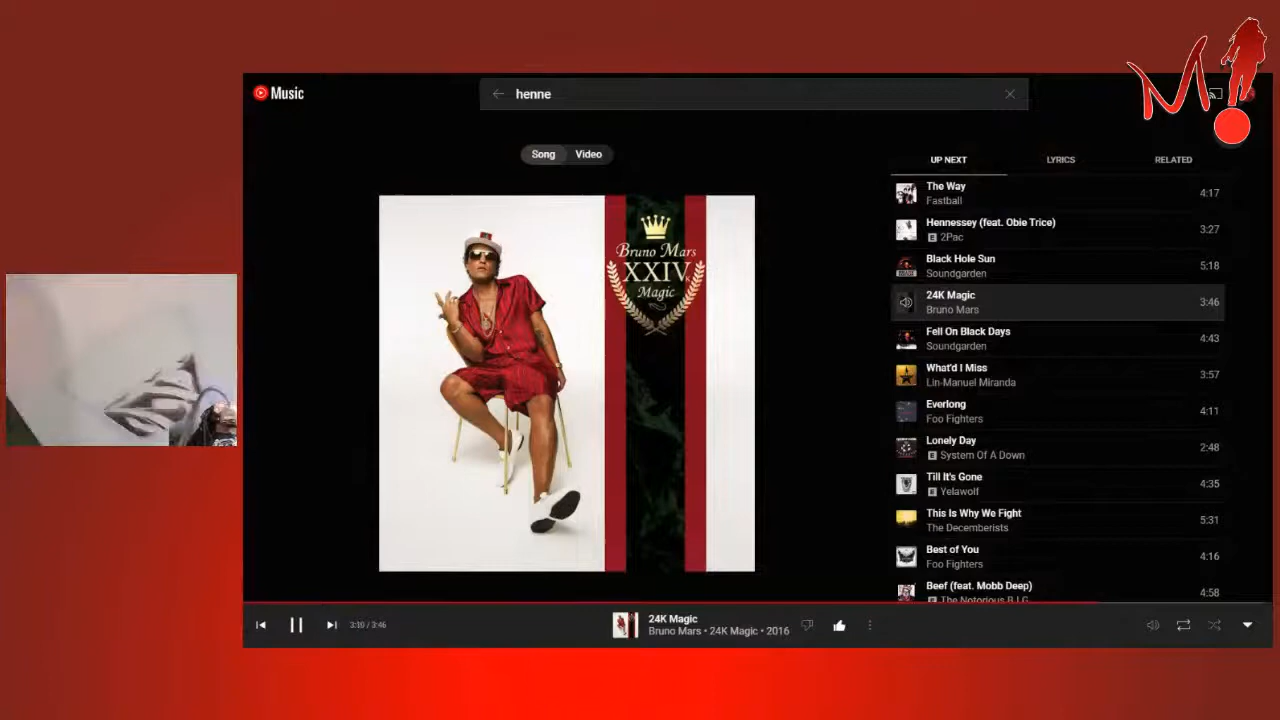 M!
Music
henne
Song
Video
UP NEXT
LYRICS
RELATED
Bruno Mars
XXIVK
Magic
The Way
Fastball
4:17
Hennessey (feat. Obie Trice)
E 2Pac
3:27
Black Hole Sun
Soundgarden
5:18
24K Magic
Bruno Mars
3:46
Fell On Black Days
Soundgarden
4:43
What'd I Miss
Lin-Manuel Miranda
3:57
Everlong
Foo Fighters
4:11
Lonely Day
E System Of A Down
2:48
Till It's Gone
E Yelawolf
4:35
This Is Why We Fight
The Decemberists
5:31
Best of You
Foo Fighters
4:16
Beef (feat. Mobb Deep)
E The Notorious B.I.G.
4:58
3:10 / 3:46
24K Magic
Bruno Mars • 24K Magic • 2016